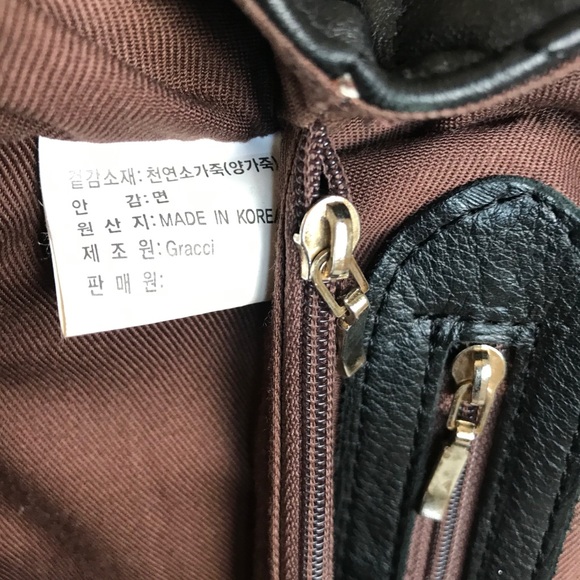 겉감소재:천연소가죽(양가죽)
안 감:면
원 산 지:MADE IN KOREA
제 조 원:Gracci
판 매 원: